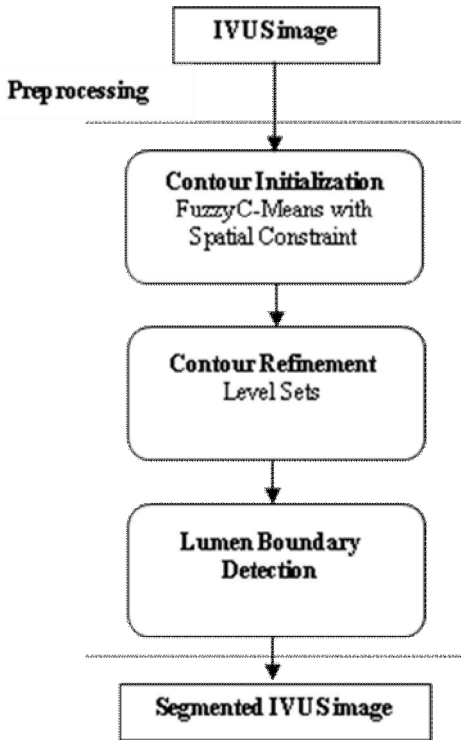 IVUS image
Preprocessing
Contour Initialization
Fuzzy C-Means with
Spatial Constraint
Contour Refinement
Level Sets
Lumen Boundary
Detection
Segmented IVUS image